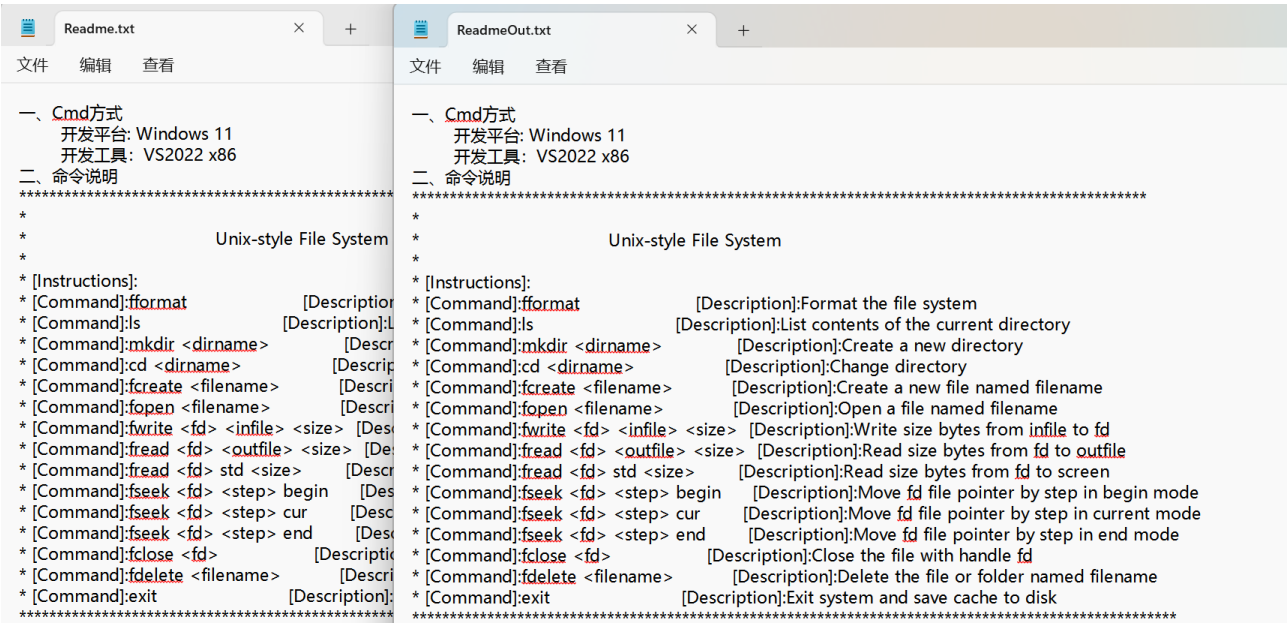 Readme.txt
文件 编辑 查看
一、Cmd方式
开发平台: Windows 11
开发工具：VS2022 x86
二、命令说明
**************************************************
*
* Unix-style File System
*
* [Instructions]:
* [Command]:fformat [Description
* [Command]:ls [Description]:L
* [Command]:mkdir <dirname> [Descr
* [Command]:cd <dirname> [Descrip
* [Command]:fcreate <filename> [Descri
* [Command]:fopen <filename> [Descri
* [Command]:fwrite <fd> <infile> <size> [Des
* [Command]:fread <fd> <outfile> <size> [De
* [Command]:fread <fd> std <size> [Descr
* [Command]:fseek <fd> <step> begin [Des
* [Command]:fseek <fd> <step> cur [Desc
* [Command]:fseek <fd> <step> end [Desc
* [Command]:fclose <fd> [Descriptic
* [Command]:fdelete <filename> [Descri
* [Command]:exit [Description]:
**************************************************
ReadmeOut.txt
文件 编辑 查看
一、Cmd方式
开发平台: Windows 11
开发工具：VS2022 x86
二、命令说明
**************************************************************************************************
*
* Unix-style File System
*
* [Instructions]:
* [Command]:fformat [Description]:Format the file system
* [Command]:ls [Description]:List contents of the current directory
* [Command]:mkdir <dirname> [Description]:Create a new directory
* [Command]:cd <dirname> [Description]:Change directory
* [Command]:fcreate <filename> [Description]:Create a new file named filename
* [Command]:fopen <filename> [Description]:Open a file named filename
* [Command]:fwrite <fd> <infile> <size> [Description]:Write size bytes from infile to fd
* [Command]:fread <fd> <outfile> <size> [Description]:Read size bytes from fd to outfile
* [Command]:fread <fd> std <size> [Description]:Read size bytes from fd to screen
* [Command]:fseek <fd> <step> begin [Description]:Move fd file pointer by step in begin mode
* [Command]:fseek <fd> <step> cur [Description]:Move fd file pointer by step in current mode
* [Command]:fseek <fd> <step> end [Description]:Move fd file pointer by step in end mode
* [Command]:fclose <fd> [Description]:Close the file with handle fd
* [Command]:fdelete <filename> [Description]:Delete the file or folder named filename
* [Command]:exit [Description]:Exit system and save cache to disk
******************************************************************************************************